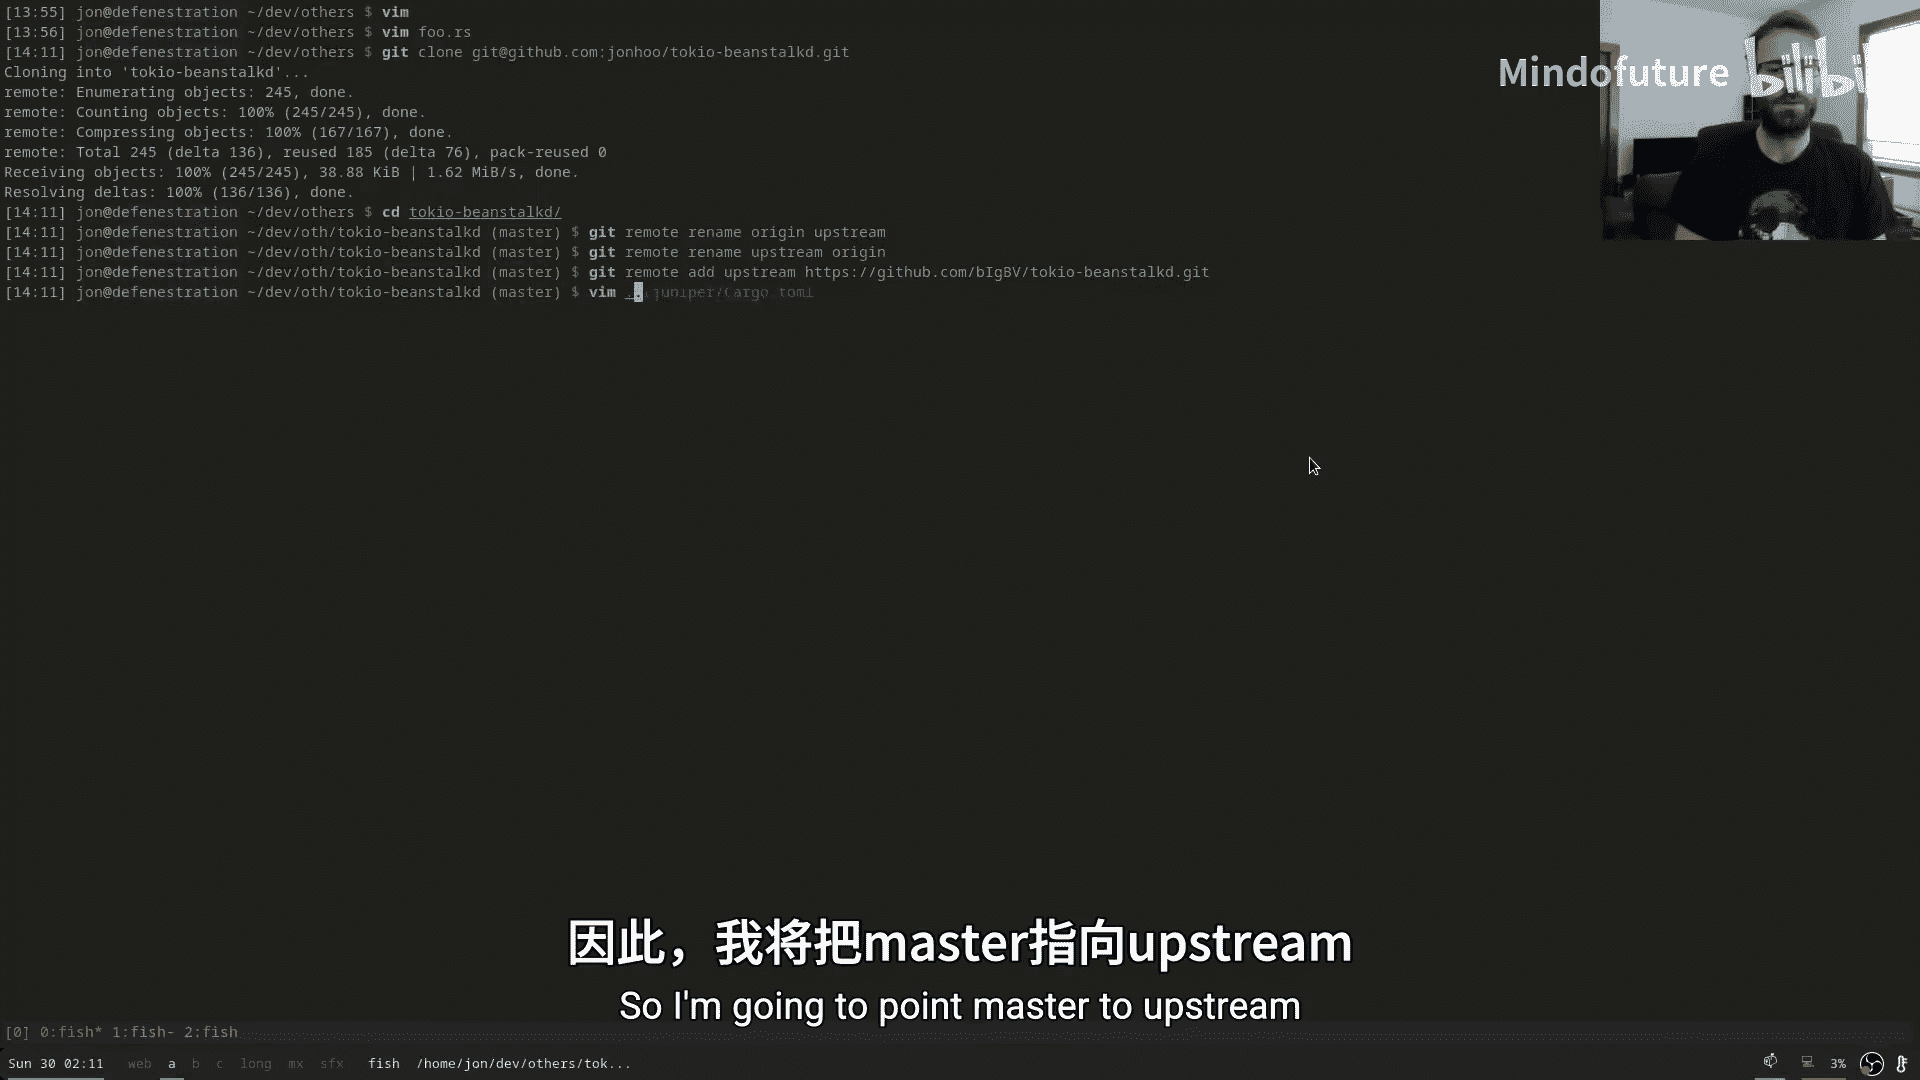 [13:55] jon@defenestration ~/dev/others $ vim
[13:56] jon@defenestration ~/dev/others $ vim foo.rs
[14:11] jon@defenestration ~/dev/others $ git clone git@github.com:jonhoo/tokio-beanstalkd.git
Cloning into 'tokio-beanstalkd'...
remote: Enumerating objects: 245, done.
remote: Counting objects: 100% (245/245), done.
remote: Compressing objects: 100% (167/167), done.
remote: Total 245 (delta 136), reused 185 (delta 76), pack-reused 0
Receiving objects: 100% (245/245), 38.88 KiB | 1.62 MiB/s, done.
Resolving deltas: 100% (136/136), done.
[14:11] jon@defenestration ~/dev/others $ cd tokio-beanstalkd/
[14:11] jon@defenestration ~/dev/oth/tokio-beanstalkd (master) $ git remote rename origin upstream
[14:11] jon@defenestration ~/dev/oth/tokio-beanstalkd (master) $ git remote rename upstream origin
[14:11] jon@defenestration ~/dev/oth/tokio-beanstalkd (master) $ git remote add upstream https://github.com/bIgBV/tokio-beanstalkd.git
[14:11] jon@defenestration ~/dev/oth/tokio-beanstalkd (master) $ vim .. juniper/Cargo.toml
Mindofuture bilibili
因此，我将把master指向upstream
So I'm going to point master to upstream
[0] 0:fish* 1:fish- 2:fish
Sun 30 02:11 web a b c long mx sfx fish /home/jon/dev/others/tok... 3%